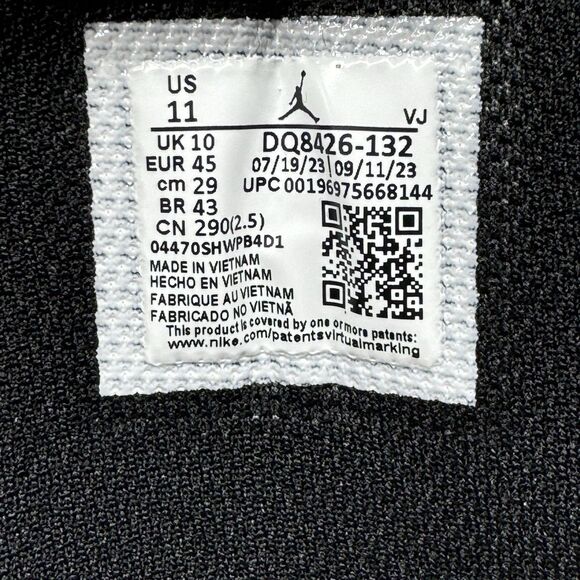 US
11
VJ
UK 10
DQ8426-132
EUR 45
07/19/23 09/11/23
cm 29
UPC 00196975668144
BR 43
CN 290(2.5)
04470SHWPB4D1
MADE IN VIETNAM
HECHO EN VIETNAM
FABRIQUE AU VIETNAM
FABRICADO NO VIETNÃ
This product is covered by one or more patents:
www.nike.com/patentsvirtualmarking